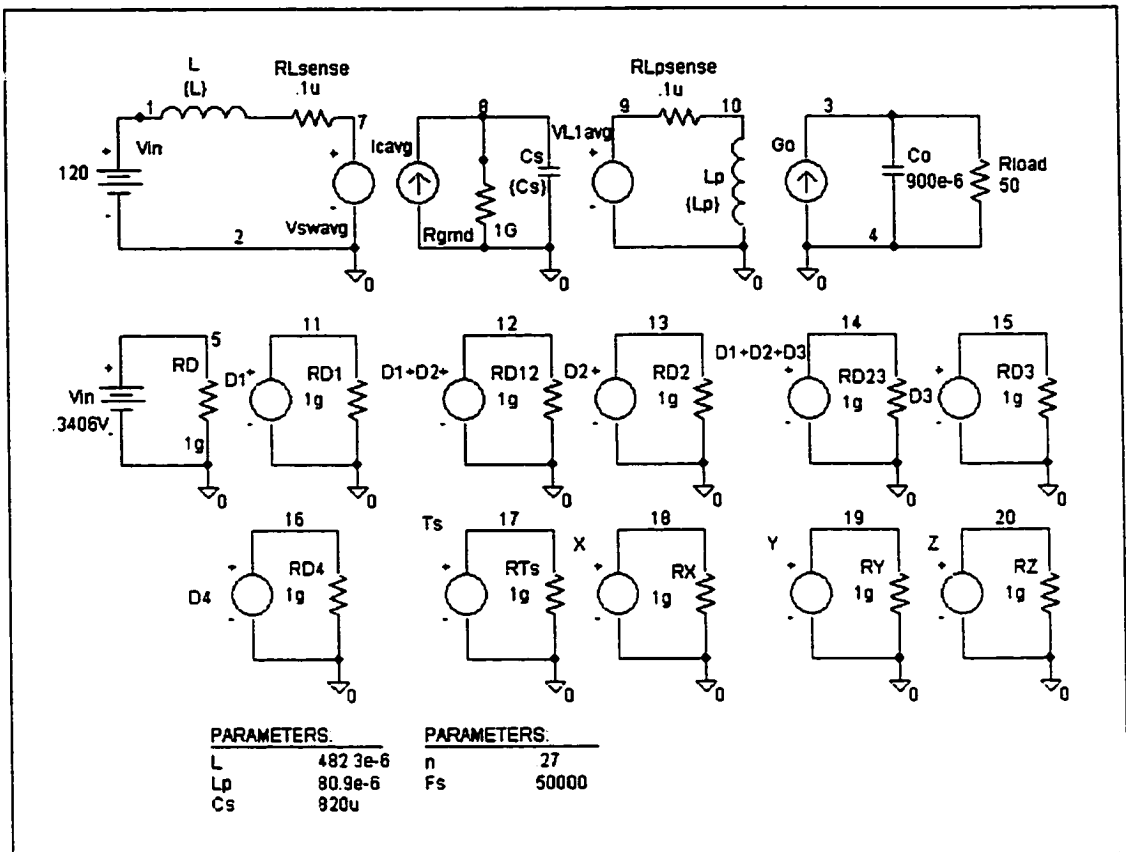 L
{L}
RLsense
.1u
1
7
Vin
120
+
-
2
+
-
Vswavg
0
8
Icavg
Cs
{Cs}
1G
Rgrnd
0
RLpsense
.1u
9
10
VL1avg
+
-
Lp
{Lp}
0
3
Go
Co
900e-6
Rload
50
4
0
5
+
RD
Vin
.3406V
-
1g
0
11
D1
+
RD1
1g
-
0
12
D1+D2+
+
RD12
1g
-
0
13
D2
+
RD2
1g
-
0
14
D1+D2+D3
+
RD23
1g
-
0
15
D3
+
RD3
1g
-
0
16
+
D4
RD4
1g
-
0
17
Ts
+
RTs
1g
-
0
18
X
+
RX
1g
-
0
19
Y
+
RY
1g
-
0
20
Z
+
RZ
1g
-
0
PARAMETERS:
L 482.3e-6
Lp 80.9e-6
Cs 820u
PARAMETERS:
n 27
Fs 50000